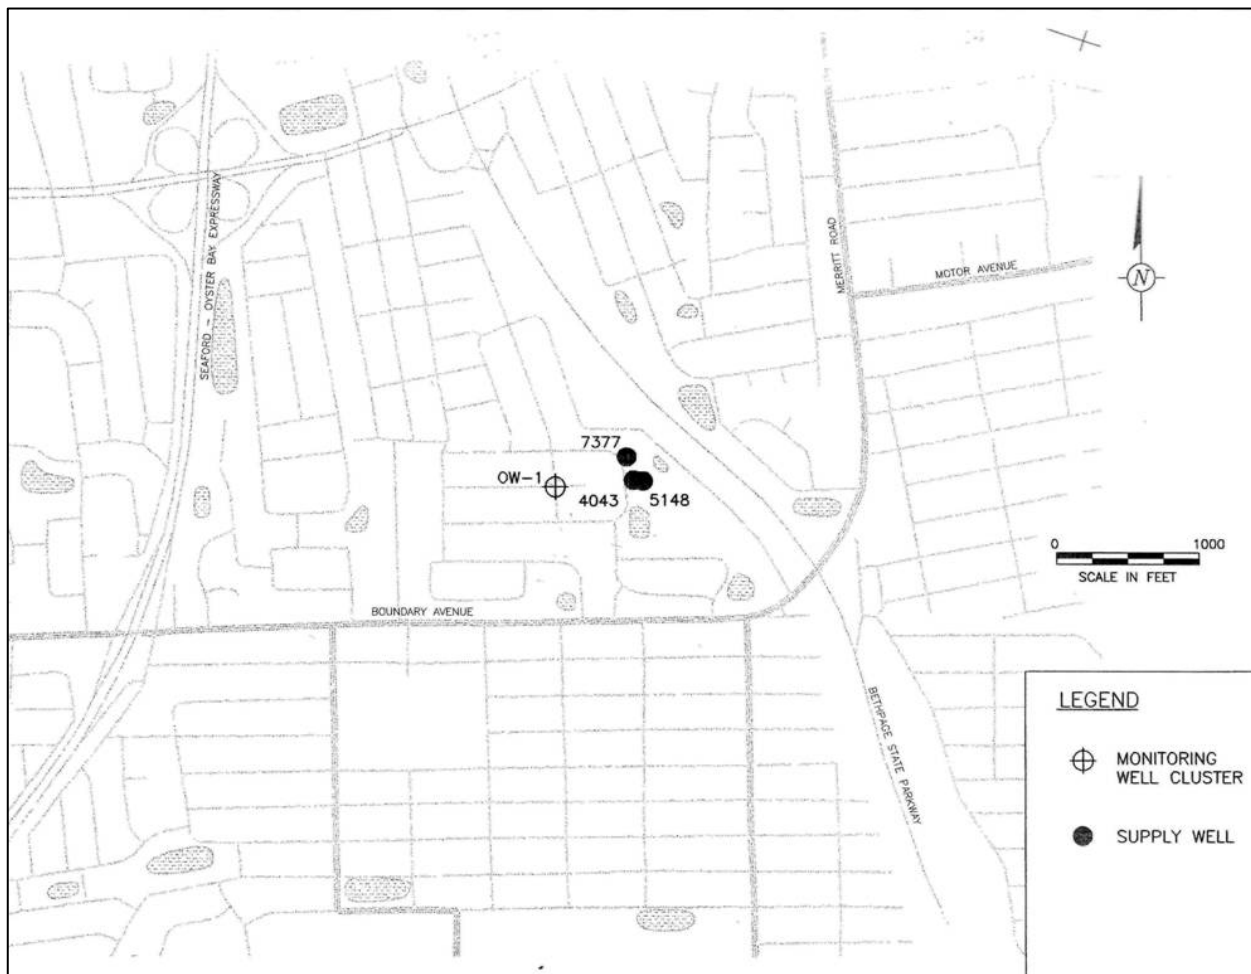 SEAFORD - OYSTER BAY EXPRESSWAY
MERRITT ROAD
MOTOR AVENUE
N
7377
OW-1
4043
5148
0 1000
SCALE IN FEET
BOUNDARY AVENUE
BETHPAGE STATE PARKWAY
LEGEND
MONITORING
WELL CLUSTER
SUPPLY WELL